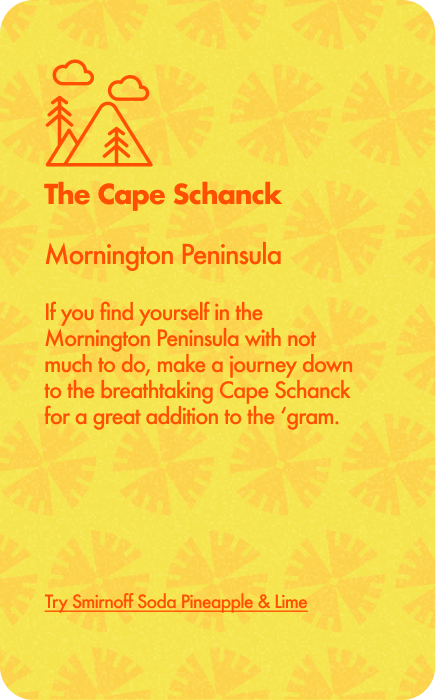 The Cape Schanck
Mornington Peninsula
If you find yourself in the
Mornington Peninsula with not
much to do, make a journey down
to the breathtaking Cape Schanck
for a great addition to the ‘gram.
Try Smirnoff Soda Pineapple & Lime